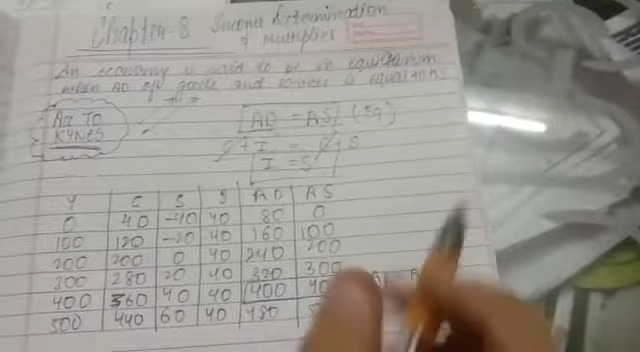 Chapter-8 Income determination
& Multiplier
An economy is said to be in equilibrium
when AD of goods and services is equal to AS
ACC TO
KYNES
AD = AS (Eq)
C + I = C + S
I = S
Y C S I AD AS
0 40 -40 40 80 0
100 120 -20 40 160 100
200 200 0 40 240 200
300 280 20 40 320 300
400 360 40 40 400 40
500 440 60 40 480